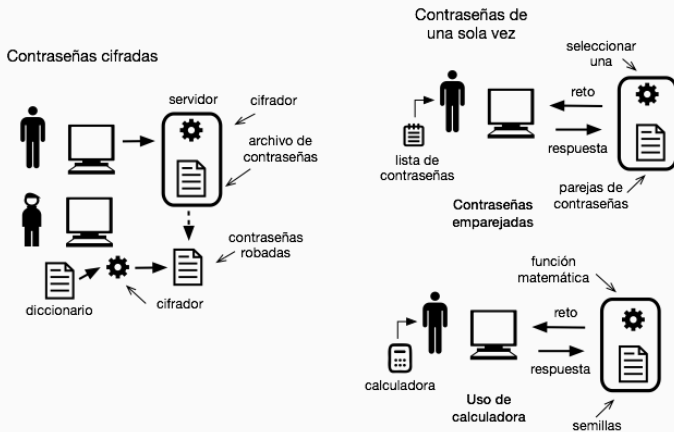 Contraseñas cifradas
servidor
cifrador
archivo de
contraseñas
contraseñas
robadas
diccionario
cifrador
Contraseñas de
una sola vez
seleccionar
una
reto
respuesta
lista de
contraseñas
Contraseñas
emparejadas
parejas de
contraseñas
función
matemática
reto
respuesta
calculadora
Uso de
calculadora
semillas